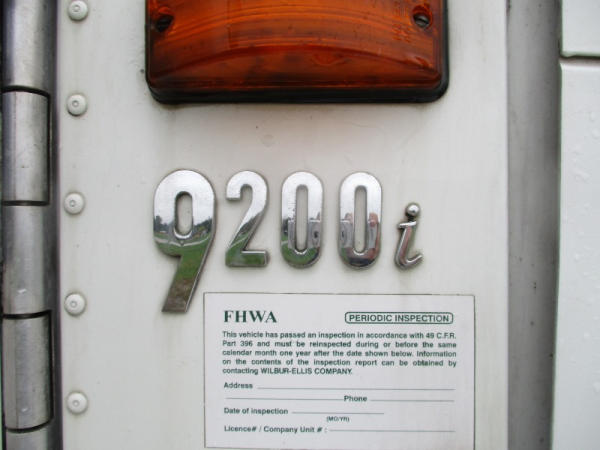 9200i
FHWA PERIODIC INSPECTION
This vehicle has passed an inspection in accordance with 49 C.F.R.
Part 396 and must be reinspected during or before the same
calendar month one year after the date shown below. Information
on the contents of the inspection report can be obtained by
contacting WILBUR-ELLIS COMPANY.
Address
Phone
Date of inspection
(MO/YR)
Licence# / Company Unit # :